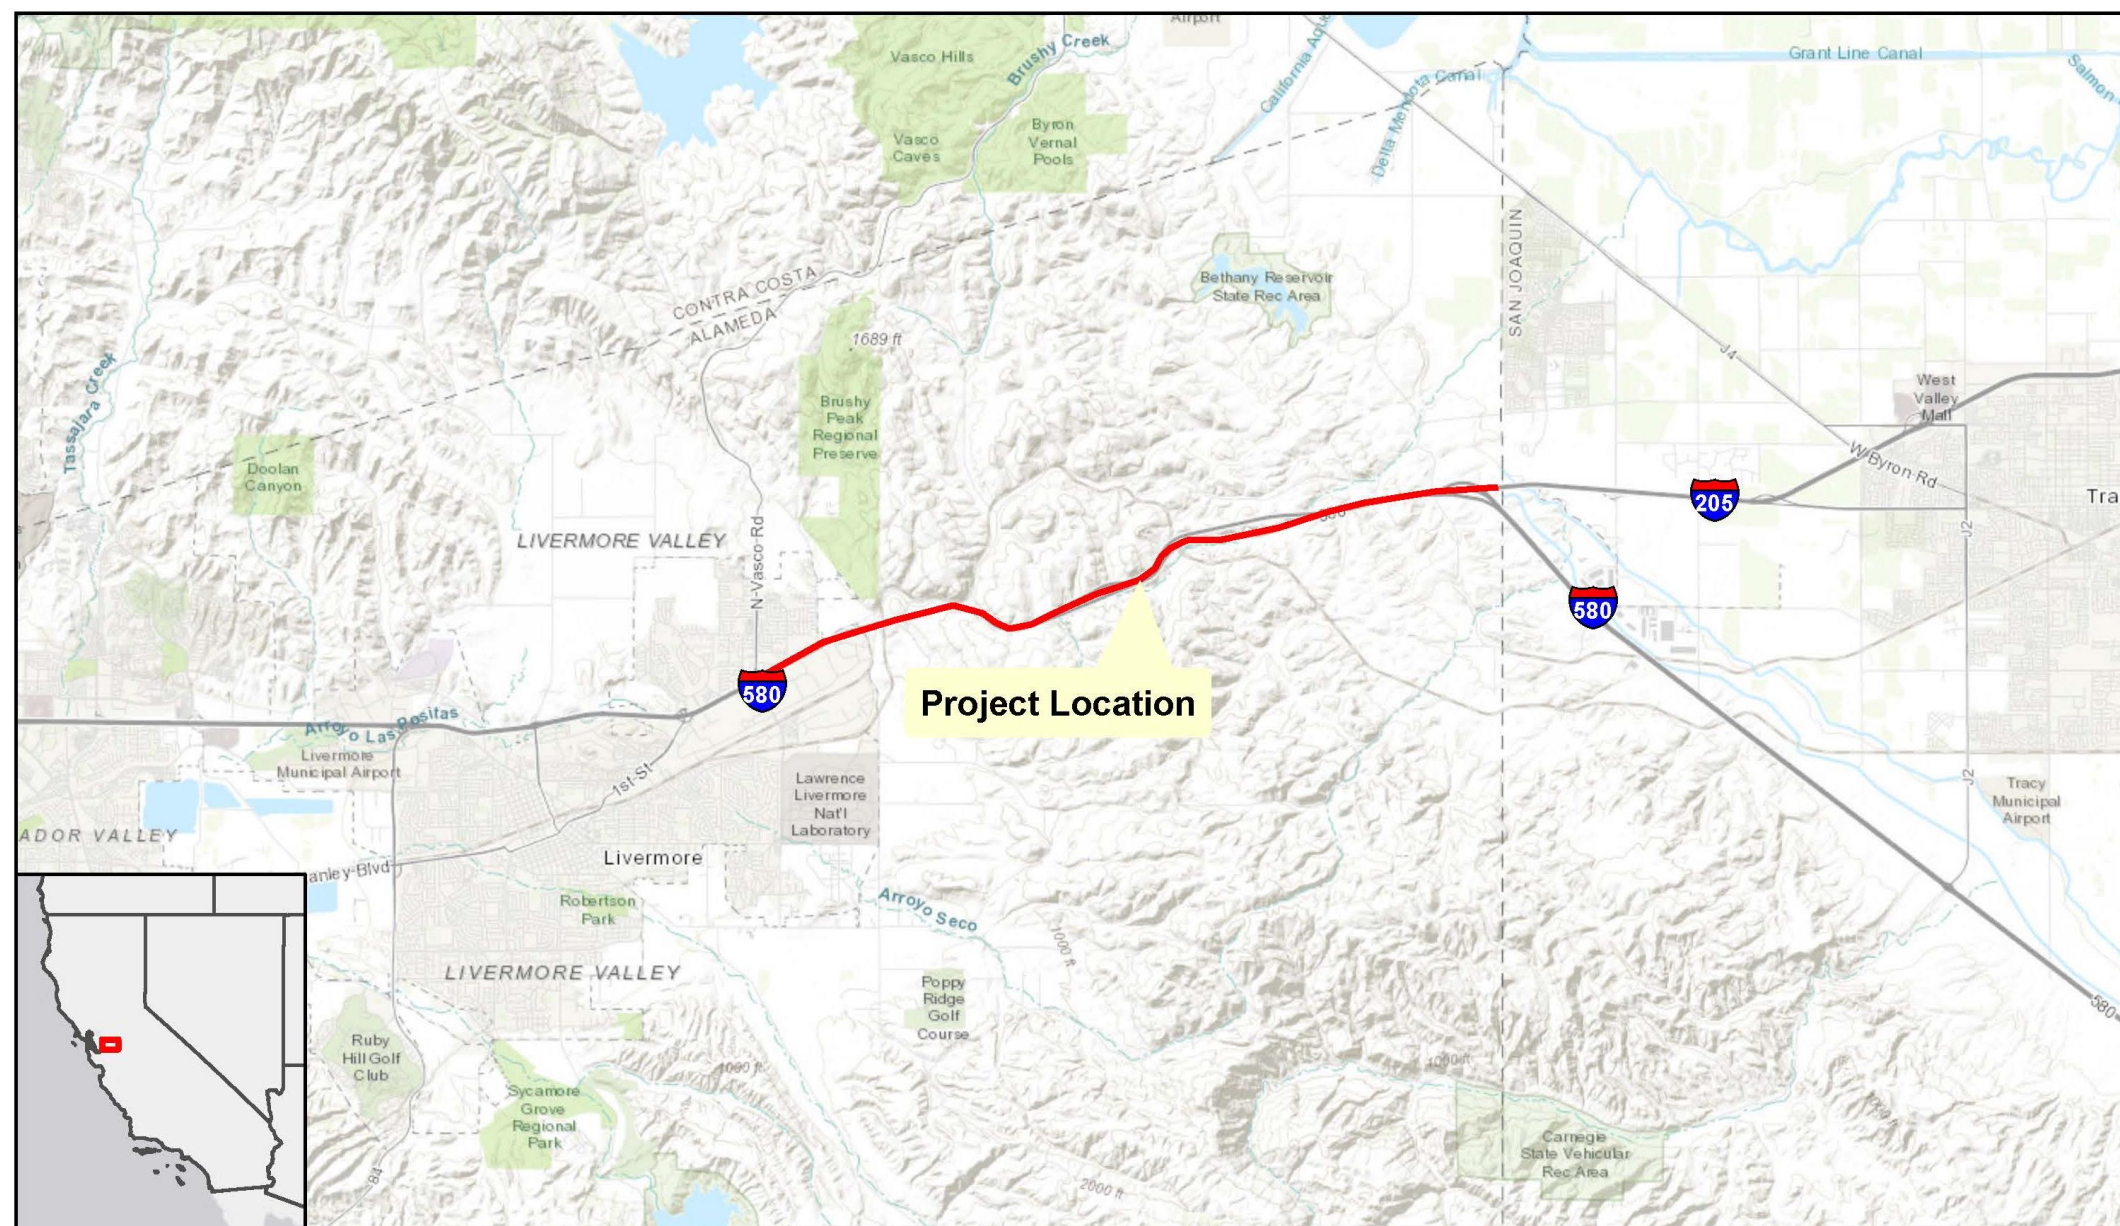 Airport
Vasco Hills
Brushy Creek
Grant Line Canal
Delta Mendota Canal
Vasco
Caves
Byron
Vernal
Pools
SAN JOAQUIN
CONTRA COSTA
ALAMEDA
Bethany Reservoir
State Rec Area
1689 ft
J4
Tassajara Creek
Brushy
Peak
Regional
Preserve
West
Valley
Mall
W Byron Rd
Doolan
Canyon
205
J2
LIVERMORE VALLEY
N-Vasco-Rd
580
580
580
Project Location
Arroyo Las Positas
Livermore
Municipal Airport
1st-St
Lawrence
Livermore
Nat'l
Laboratory
J2
Tracy
Municipal
Airport
ADOR VALLEY
Livermore
anley-Blvd
Robertson
Park
Arroyo Seco
1000 ft
LIVERMORE VALLEY
Poppy
Ridge
Golf
Course
580
Ruby
Hill Golf
Club
1000 ft
1000 ft
1000 ft
Sycamore
Grove
Regional
Park
Carnegie
State Vehicular
Rec Area
84
2000 ft